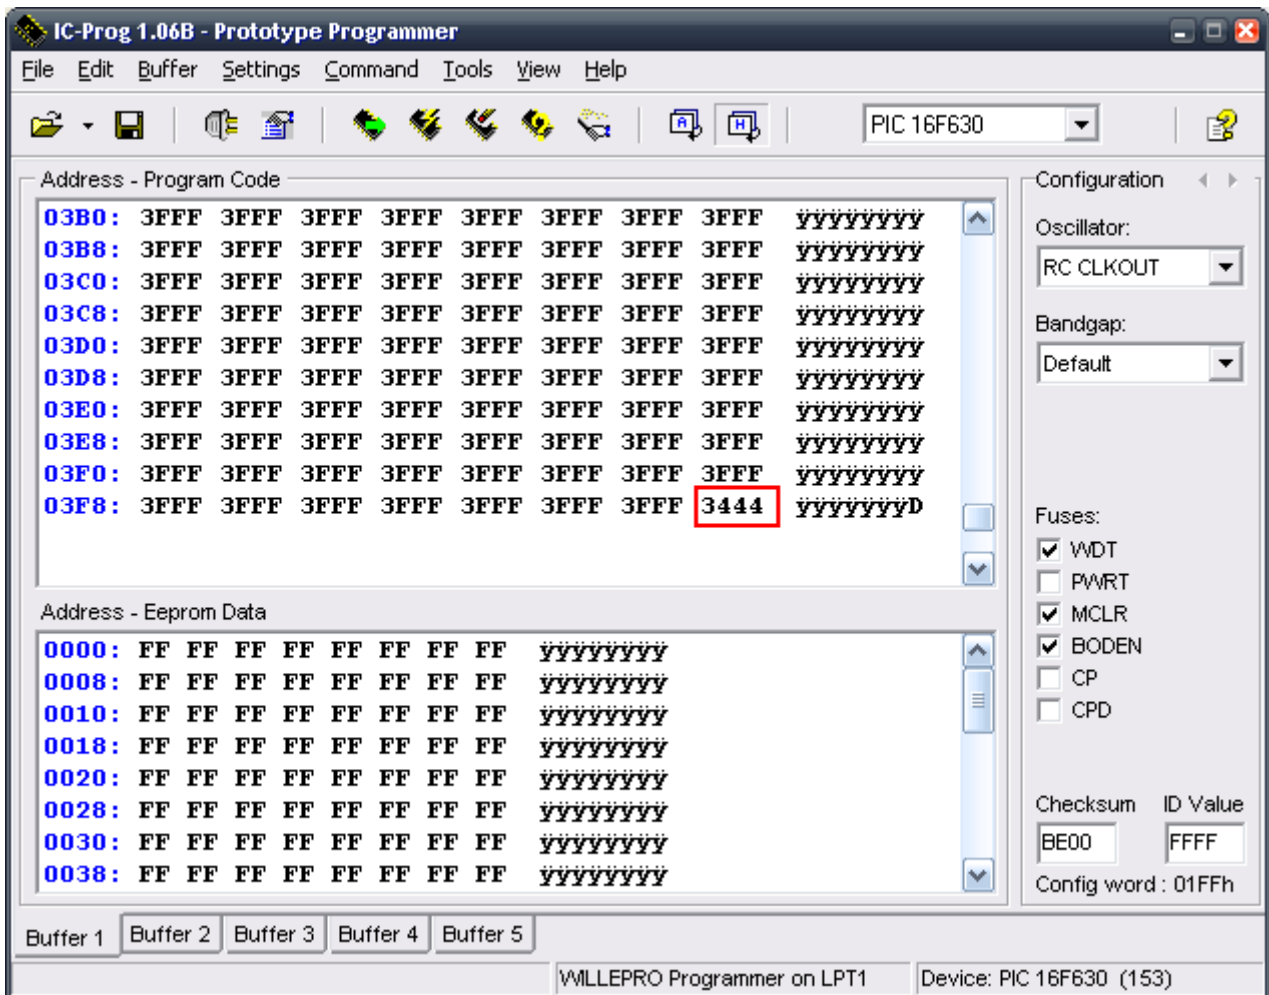 IC-Prog 1.06B - Prototype Programmer
File Edit Buffer Settings Command Tools View Help
PIC 16F630
Address - Program Code
03B0: 3FFF 3FFF 3FFF 3FFF 3FFF 3FFF 3FFF 3FFF ÿÿÿÿÿÿÿÿ
03B8: 3FFF 3FFF 3FFF 3FFF 3FFF 3FFF 3FFF 3FFF ÿÿÿÿÿÿÿÿ
03C0: 3FFF 3FFF 3FFF 3FFF 3FFF 3FFF 3FFF 3FFF ÿÿÿÿÿÿÿÿ
03C8: 3FFF 3FFF 3FFF 3FFF 3FFF 3FFF 3FFF 3FFF ÿÿÿÿÿÿÿÿ
03D0: 3FFF 3FFF 3FFF 3FFF 3FFF 3FFF 3FFF 3FFF ÿÿÿÿÿÿÿÿ
03D8: 3FFF 3FFF 3FFF 3FFF 3FFF 3FFF 3FFF 3FFF ÿÿÿÿÿÿÿÿ
03E0: 3FFF 3FFF 3FFF 3FFF 3FFF 3FFF 3FFF 3FFF ÿÿÿÿÿÿÿÿ
03E8: 3FFF 3FFF 3FFF 3FFF 3FFF 3FFF 3FFF 3FFF ÿÿÿÿÿÿÿÿ
03F0: 3FFF 3FFF 3FFF 3FFF 3FFF 3FFF 3FFF 3FFF ÿÿÿÿÿÿÿÿ
03F8: 3FFF 3FFF 3FFF 3FFF 3FFF 3FFF 3FFF 3444 ÿÿÿÿÿÿÿD
Address - Eeprom Data
0000: FF FF FF FF FF FF FF FF ÿÿÿÿÿÿÿÿ
0008: FF FF FF FF FF FF FF FF ÿÿÿÿÿÿÿÿ
0010: FF FF FF FF FF FF FF FF ÿÿÿÿÿÿÿÿ
0018: FF FF FF FF FF FF FF FF ÿÿÿÿÿÿÿÿ
0020: FF FF FF FF FF FF FF FF ÿÿÿÿÿÿÿÿ
0028: FF FF FF FF FF FF FF FF ÿÿÿÿÿÿÿÿ
0030: FF FF FF FF FF FF FF FF ÿÿÿÿÿÿÿÿ
0038: FF FF FF FF FF FF FF FF ÿÿÿÿÿÿÿÿ
Configuration
Oscillator:
RC CLKOUT
Bandgap:
Default
Fuses:
WDT
PWRT
MCLR
BODEN
CP
CPD
Checksum ID Value
BE00 FFFF
Config word : 01FFh
Buffer 1 Buffer 2 Buffer 3 Buffer 4 Buffer 5
WILLEPRO Programmer on LPT1 Device: PIC 16F630 (153)